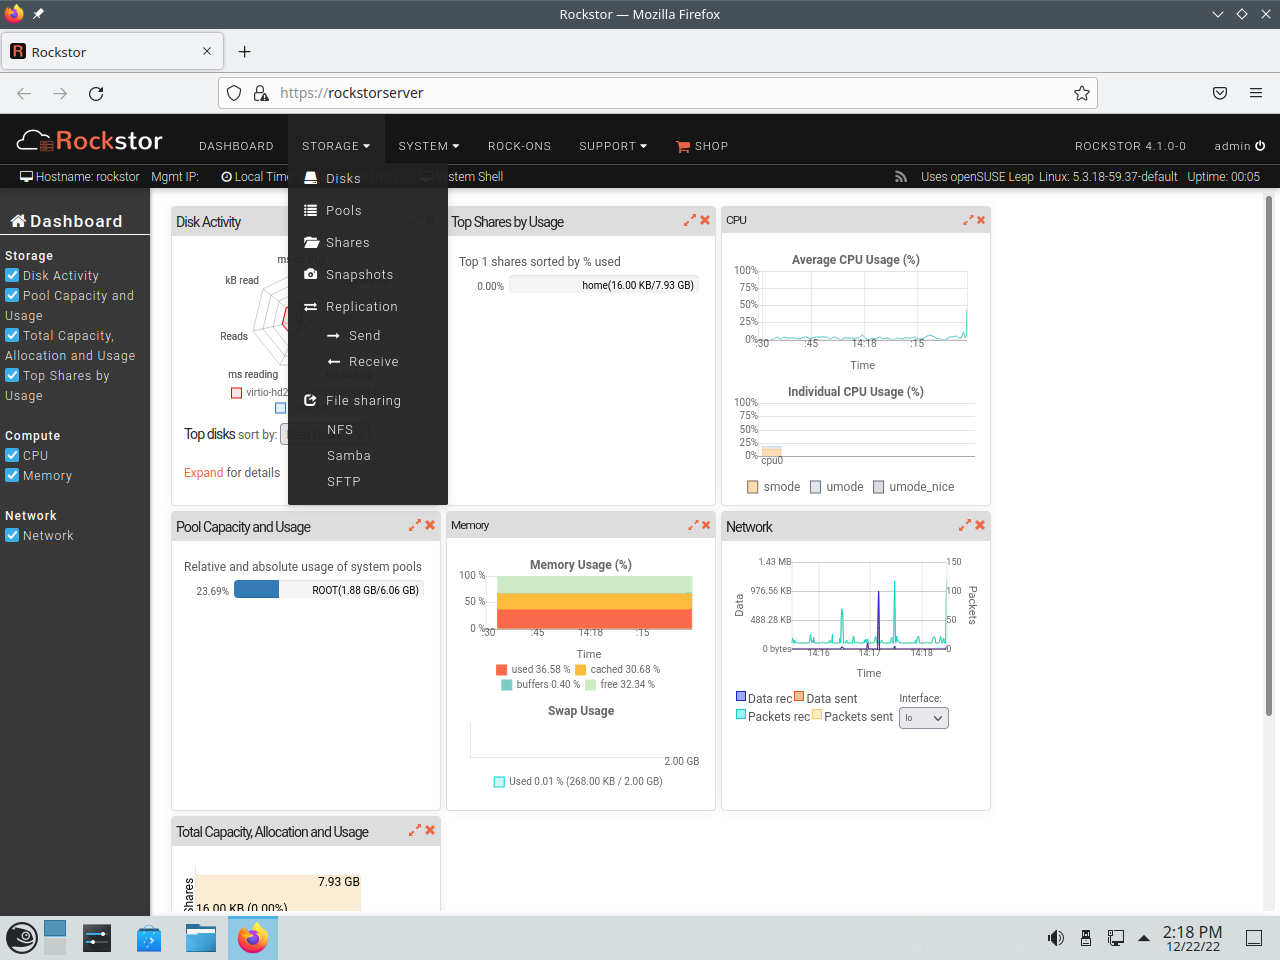 Rockstor — Mozilla Firefox
Rockstor
https://rockstorserver
Rockstor
DASHBOARD
STORAGE
SYSTEM
ROCK-ONS
SUPPORT
SHOP
ROCKSTOR 4.1.0-0
admin
Hostname: rockstor
Mgmt IP:
Local Time
System Shell
Uses openSUSE Leap
Linux: 5.3.18-59.37-default
Uptime: 00:05
Disks
Pools
Shares
Snapshots
Replication
Send
Receive
File sharing
NFS
Samba
SFTP
Dashboard
Storage
Disk Activity
Pool Capacity and
Usage
Total Capacity,
Allocation and Usage
Top Shares by
Usage
Compute
CPU
Memory
Network
Network
Disk Activity
kB read
Reads
ms reading
Top disks sort by:
Expand for details
Top Shares by Usage
Top 1 shares sorted by % used
0.00%
home(16.00 KB/7.93 GB)
CPU
Average CPU Usage (%)
100%
75%
50%
25%
0%
:30
:45
14:18
:15
Time
Individual CPU Usage (%)
100%
75%
50%
25%
0%
cpu0
smode
umode
umode_nice
Pool Capacity and Usage
Relative and absolute usage of system pools
23.69%
ROOT(1.88 GB/6.06 GB)
Memory
Memory Usage (%)
100 %
50 %
0 %
:30
:45
14:18
:15
Time
used 36.58 %
cached 30.68 %
buffers 0.40 %
free 32.34 %
Swap Usage
2.00 GB
Used 0.01 % (268.00 KB / 2.00 GB)
Network
1.43 MB
976.56 KB
488.28 KB
0 bytes
150
100
50
0
Data
Packets
14:16
14:17
14:18
Time
Data rec
Data sent
Interface:
Packets rec
Packets sent
lo
Total Capacity, Allocation and Usage
Shares
7.93 GB
16.00 KB (0.00%)
2:18 PM
12/22/22